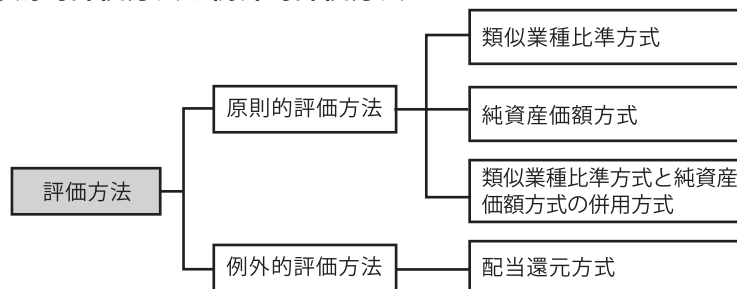 類似業種比準方式
原則的評価方法
純資産価額方式
評価方法
類似業種比準方式と純資産
価額方式の併用方式
例外的評価方法
配当還元方式